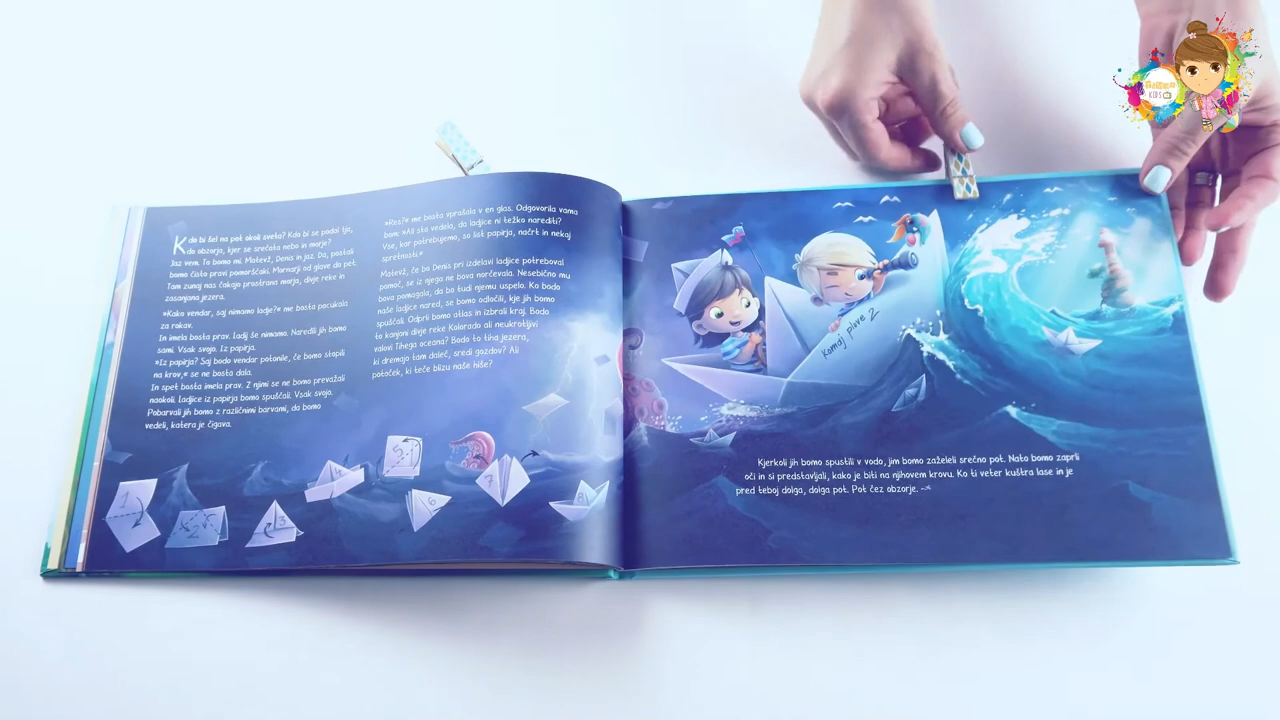 Kdo bi šel na pot okoli sveta? Kdo bi se podal tja,
do obzorja, kjer se srečata nebo in morje?
Jaz vem. To bomo mi. Matevž, Denis in jaz. Da, postali
bomo čisto pravi pomorščaki. Mornarji od glave do pet.
Tam zunaj nas čakajo prostrana morja, divje reke in
zasanjana jezera.
»Kako vendar, saj nimamo ladje?« me bosta pocukala
za rokav.
In imela bosta prav. Ladij še nimamo. Naredili jih bomo
sami. Vsak svojo. Iz papirja.
»Iz papirja? Saj bodo vendar potonile, če bomo stopili
na krov,« se ne bosta dala.
In spet bosta imela prav. Z njimi se ne bomo prevažali
naokoli. Ladjice iz papirja bomo spuščali. Vsak svojo.
Pobarvali jih bomo z različnimi barvami, da bomo
vedeli, katera je čigava.
»Res?« me bosta vprašala v en glas. Odgovorila vama
bom: »Ali sta vedela, da ladjice ni težko narediti?
Vse, kar potrebujemo, so list papirja, načrt in nekaj
spretnosti.«
Matevž, če bo Denis pri izdelavi ladjice potreboval
pomoč, se iz njega ne bova norčevala. Nesebično mu
bova pomagala, da bo tudi njemu uspelo. Ko bodo
naše ladjice nared, se bomo odločili, kje jih bomo
spuščali. Odprli bomo atlas in izbrali kraj. Bodo
to kanjoni divje reke Kolorado ali neukrotljivi
valovi Tihega oceana? Bodo to tiha jezera,
ki dremajo tam daleč, sredi gozdov? Ali
potoček, ki teče blizu naše hiše?
1
2
3
4
5
6
7
8
Komaj plove 2
Kjerkoli jih bomo spustili v vodo, jim bomo zaželeli srečno pot. Nato bomo zaprli
oči in si predstavljali, kako je biti na njihovem krovu. Ko ti veter kuštra lase in je
pred teboj dolga, dolga pot. Pot čez obzorje.
KIDS